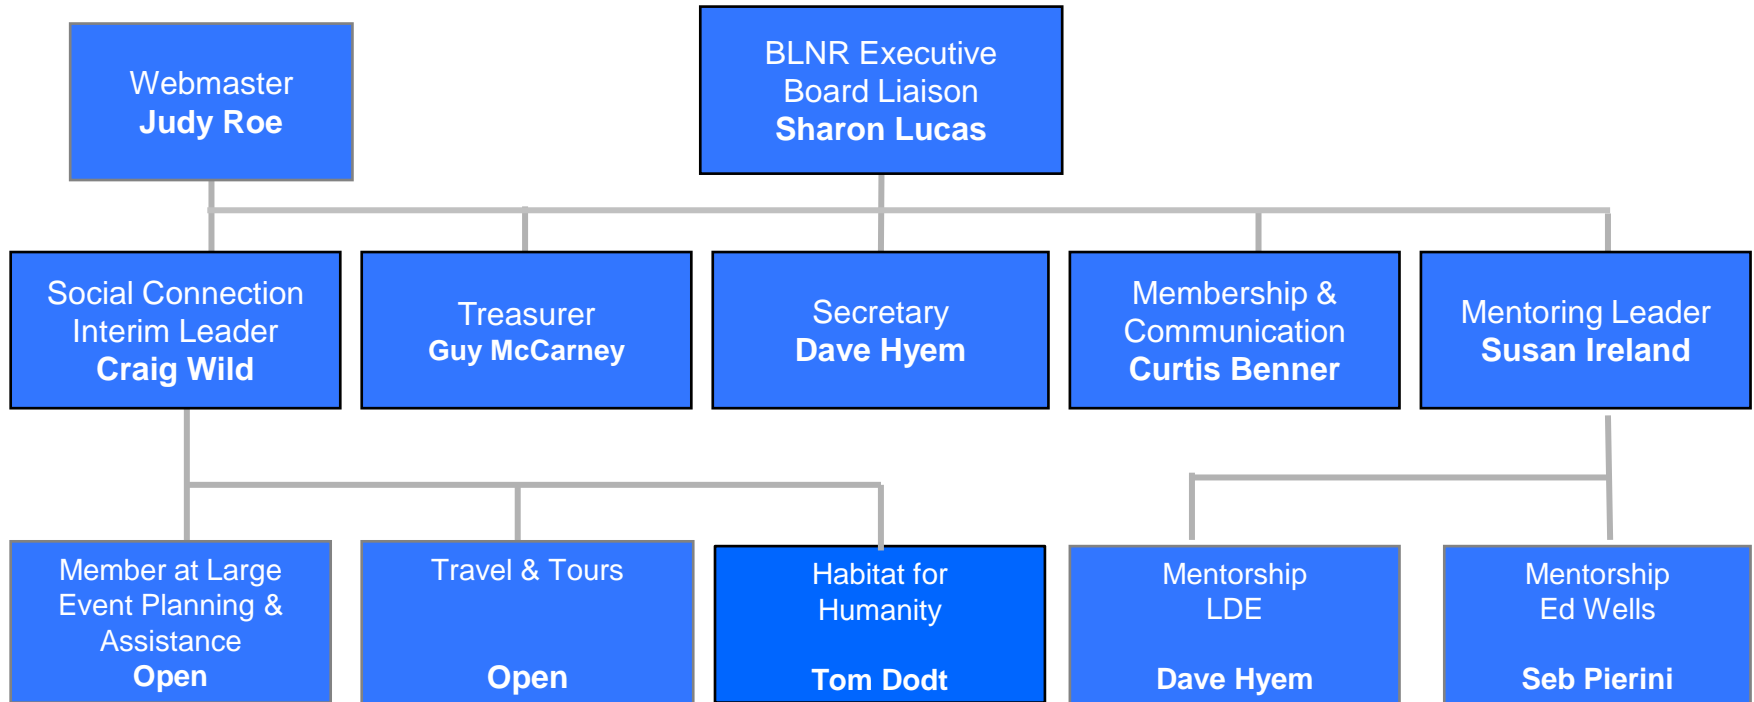 Webmaster
Judy Roe
BLNR Executive
Board Liaison
Sharon Lucas
Social Connection
Interim Leader
Craig Wild
Treasurer
Guy McCarney
Secretary
Dave Hyem
Membership &
Communication
Curtis Benner
Mentoring Leader
Susan Ireland
Member at Large
Event Planning &
Assistance
Open
Travel & Tours
Open
Habitat for
Humanity
Tom Dodt
Mentorship
LDE
Dave Hyem
Mentorship
Ed Wells
Seb Pierini